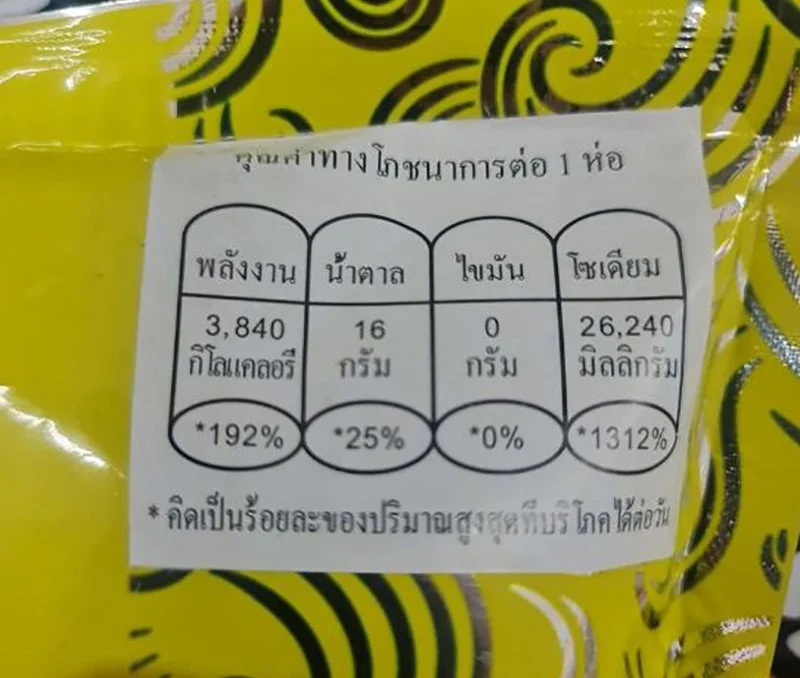 คุณค่าทางโภชนาการต่อ 1 ห่อ
พลังงาน น้ำตาล ไขมัน โซเดียม
3,840 16 0 26,240
กิโลแคลอรี กรัม กรัม มิลลิกรัม
*192% *25% *0% *1312%
* คิดเป็นร้อยละของปริมาณสูงสุดที่บริโภคได้ต่อวัน